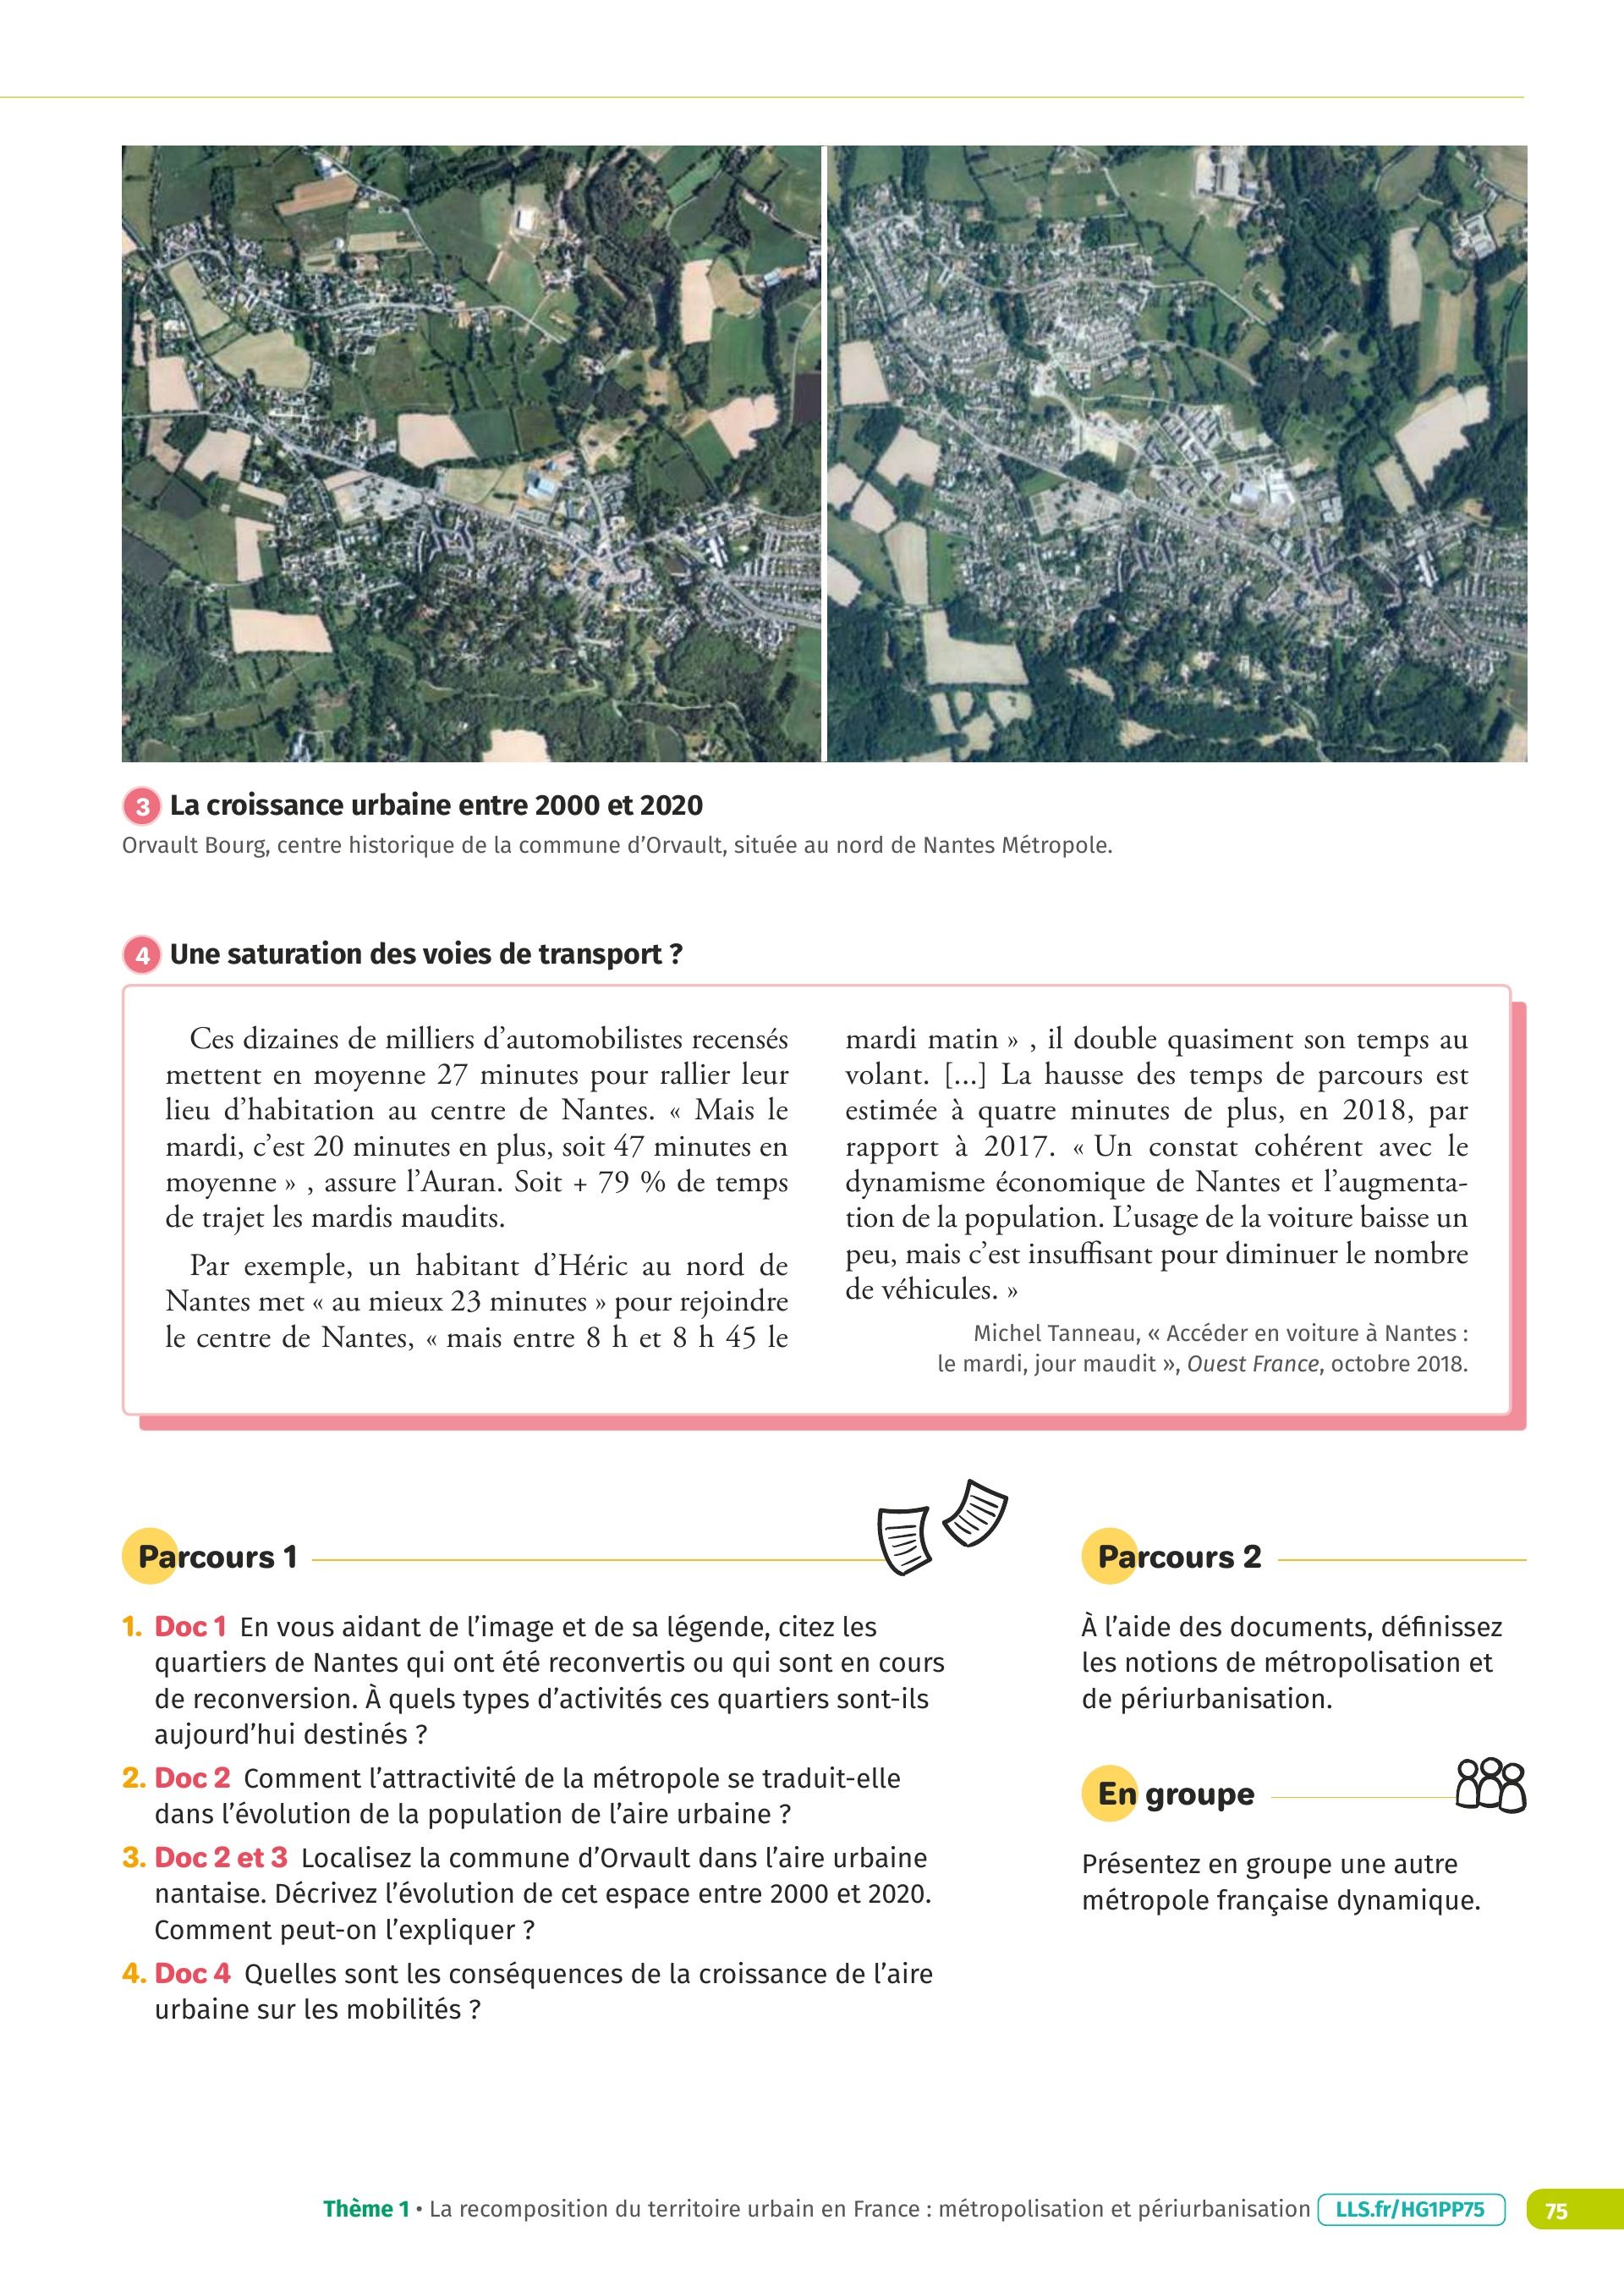 3 La croissance urbaine entre 2000 et 2020
Orvault Bourg, centre historique de la commune d’Orvault, située au nord de Nantes Métropole.
4 Une saturation des voies de transport ?
Ces dizaines de milliers d’automobilistes recensés
mettent en moyenne 27 minutes pour rallier leur
lieu d’habitation au centre de Nantes. « Mais le
mardi, c’est 20 minutes en plus, soit 47 minutes en
moyenne » , assure l’Auran. Soit + 79 % de temps
de trajet les mardis maudits.
Par exemple, un habitant d’Héric au nord de
Nantes met « au mieux 23 minutes » pour rejoindre
le centre de Nantes, « mais entre 8 h et 8 h 45 le
mardi matin » , il double quasiment son temps au
volant. [...] La hausse des temps de parcours est
estimée à quatre minutes de plus, en 2018, par
rapport à 2017. « Un constat cohérent avec le
dynamisme économique de Nantes et l’augmenta-
tion de la population. L’usage de la voiture baisse un
peu, mais c’est insuffisant pour diminuer le nombre
de véhicules. »
Michel Tanneau, « Accéder en voiture à Nantes :
le mardi, jour maudit », Ouest France, octobre 2018.
Parcours 1
1. Doc 1 En vous aidant de l’image et de sa légende, citez les
quartiers de Nantes qui ont été reconvertis ou qui sont en cours
de reconversion. À quels types d’activités ces quartiers sont-ils
aujourd’hui destinés ?
2. Doc 2 Comment l’attractivité de la métropole se traduit-elle
dans l’évolution de la population de l’aire urbaine ?
3. Doc 2 et 3 Localisez la commune d’Orvault dans l’aire urbaine
nantaise. Décrivez l’évolution de cet espace entre 2000 et 2020.
Comment peut-on l’expliquer ?
4. Doc 4 Quelles sont les conséquences de la croissance de l’aire
urbaine sur les mobilités ?
Parcours 2
À l’aide des documents, définissez
les notions de métropolisation et
de périurbanisation.
En groupe
Présentez en groupe une autre
métropole française dynamique.
Thème 1 • La recomposition du territoire urbain en France : métropolisation et périurbanisation LLS.fr/HG1PP75 75